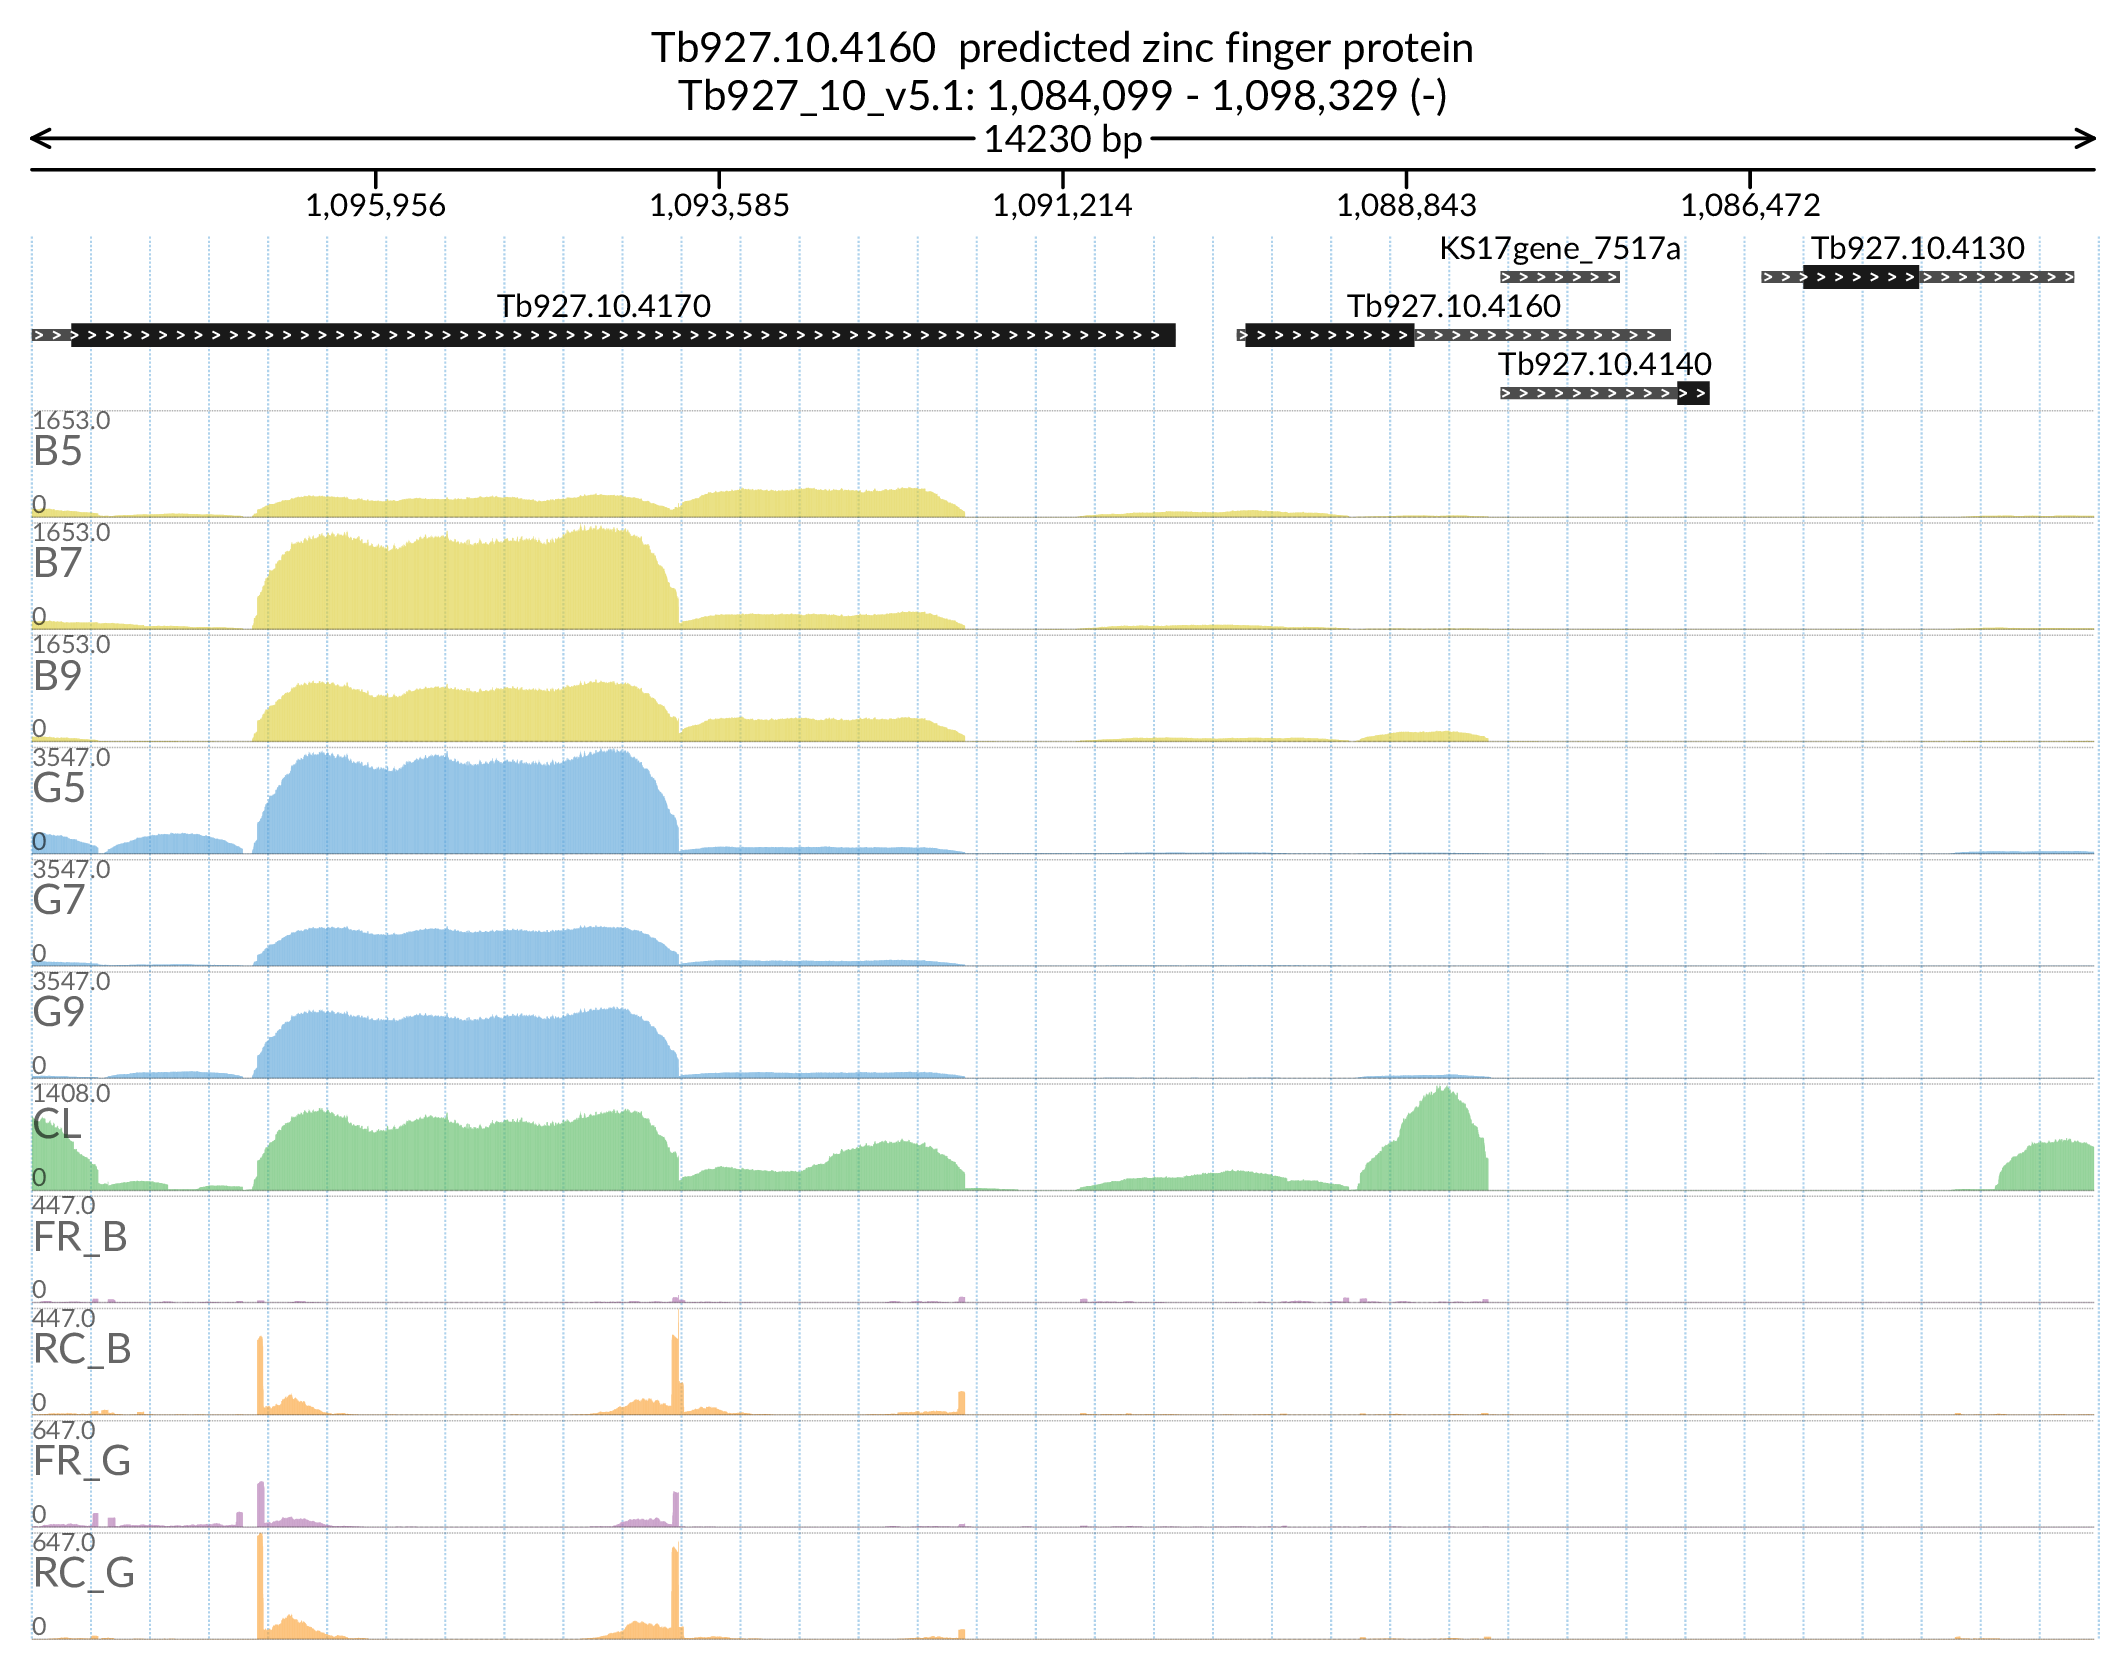 Tb927.10.4160  predicted zinc finger protein
Tb927_10_v5.1: 1,084,099 - 1,098,329 (-)
14230 bp
1,095,956 1,093,585 1,091,214 1,088,843 1,086,472
KS17gene_7517a Tb927.10.4130
Tb927.10.4170 Tb927.10.4160
Tb927.10.4140
1653.0
B5
0
1653.0
B7
0
1653.0
B9
0
3547.0
G5
0
3547.0
G7
0
3547.0
G9
0
1408.0
CL
0
447.0
FR_B
0
447.0
RC_B
0
647.0
FR_G
0
647.0
RC_G
0